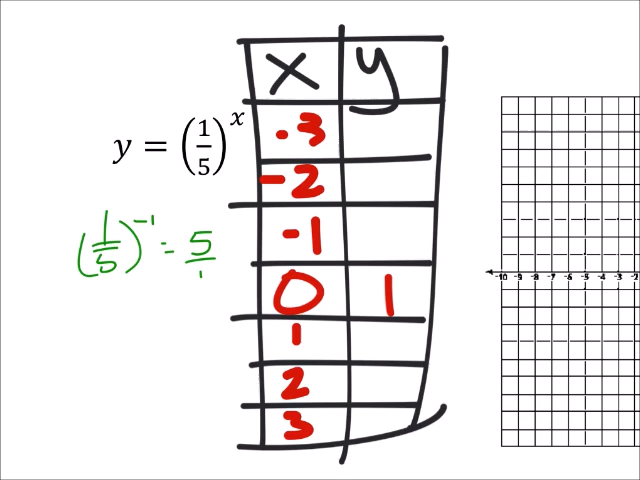 x y
y = (1/5)^x
-3
-2
-1
(1/5)^-1 = 5/1
0 1
1
2
3
-10 -9 -8 -7 -6 -5 -4 -3 -2